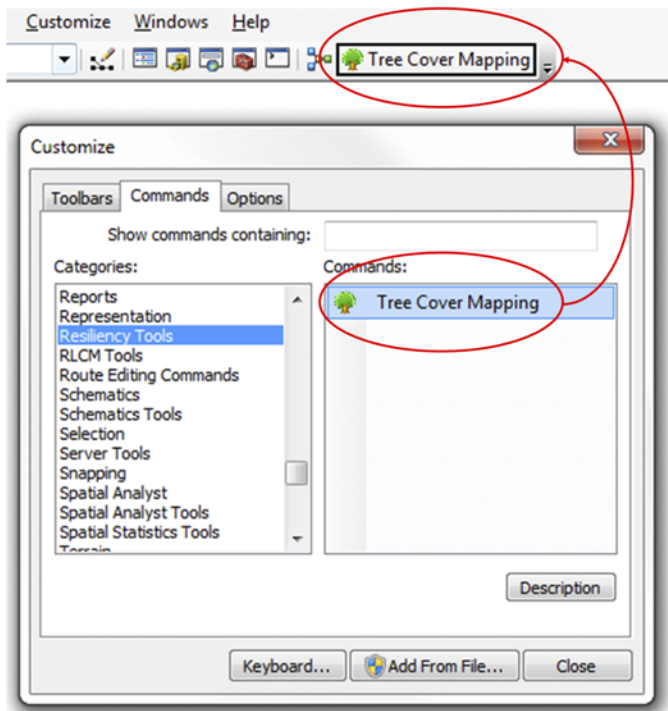 Customize Windows Help
Tree Cover Mapping
Customize
Toolbars Commands Options
Show commands containing:
Categories:
Commands:
Reports
Representation
Resiliency Tools
RLCM Tools
Route Editing Commands
Schematics
Schematics Tools
Selection
Server Tools
Snapping
Spatial Analyst
Spatial Analyst Tools
Spatial Statistics Tools
Terrain
Tree Cover Mapping
Description
Keyboard... Add From File... Close